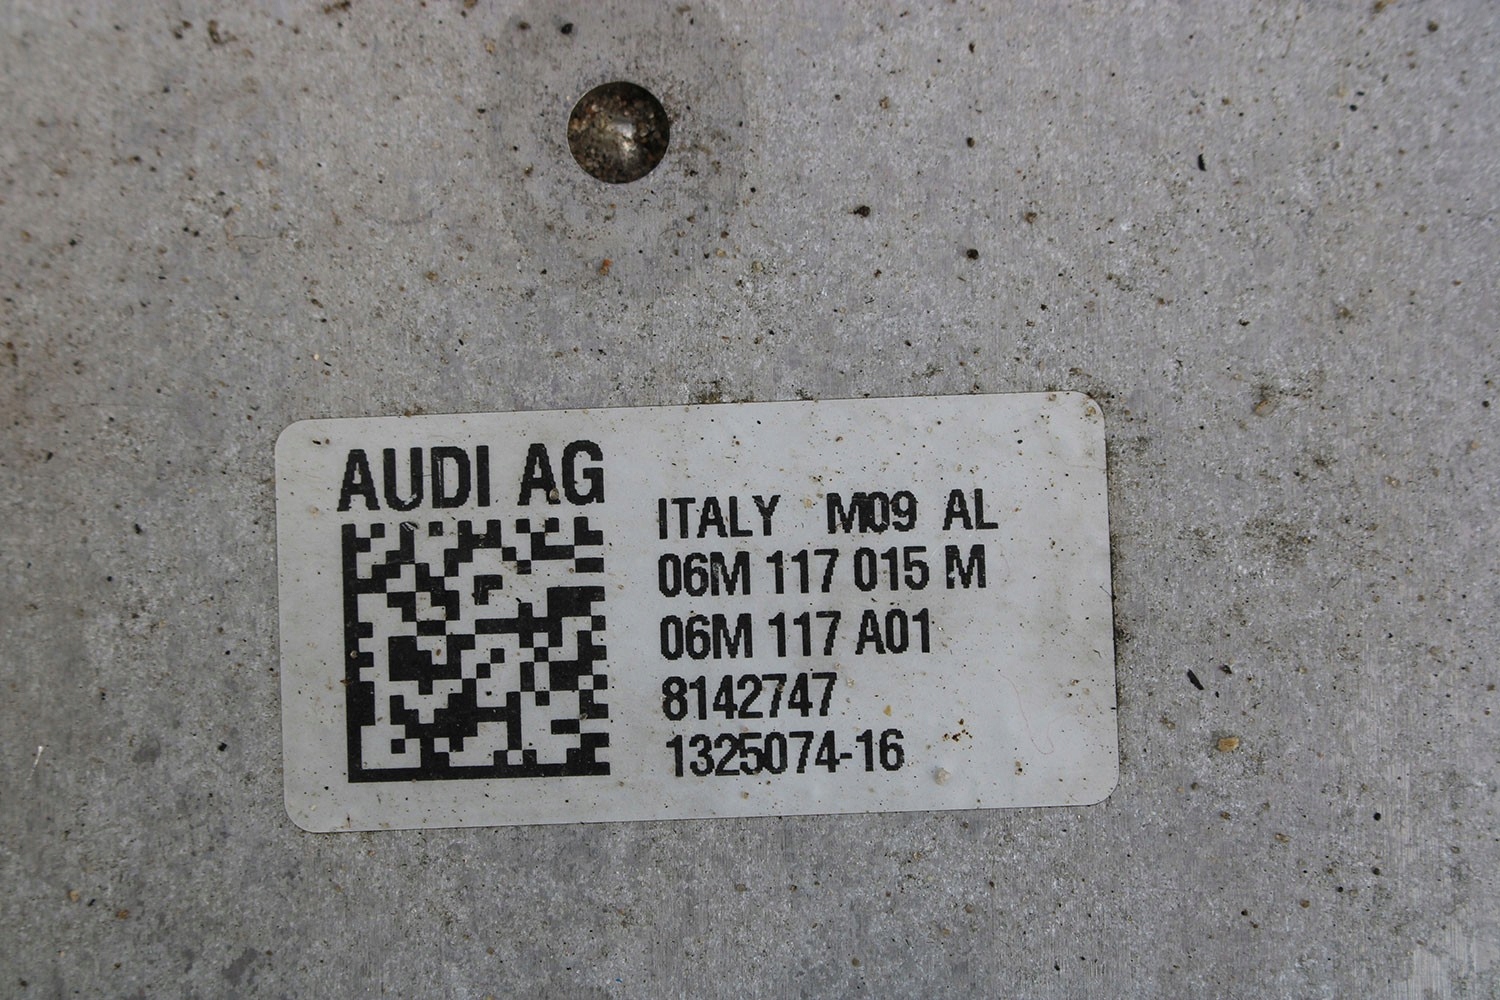 AUDI AG
ITALY M09 AL
06M 117 015 M
06M 117 A01
8142747
1325074-16